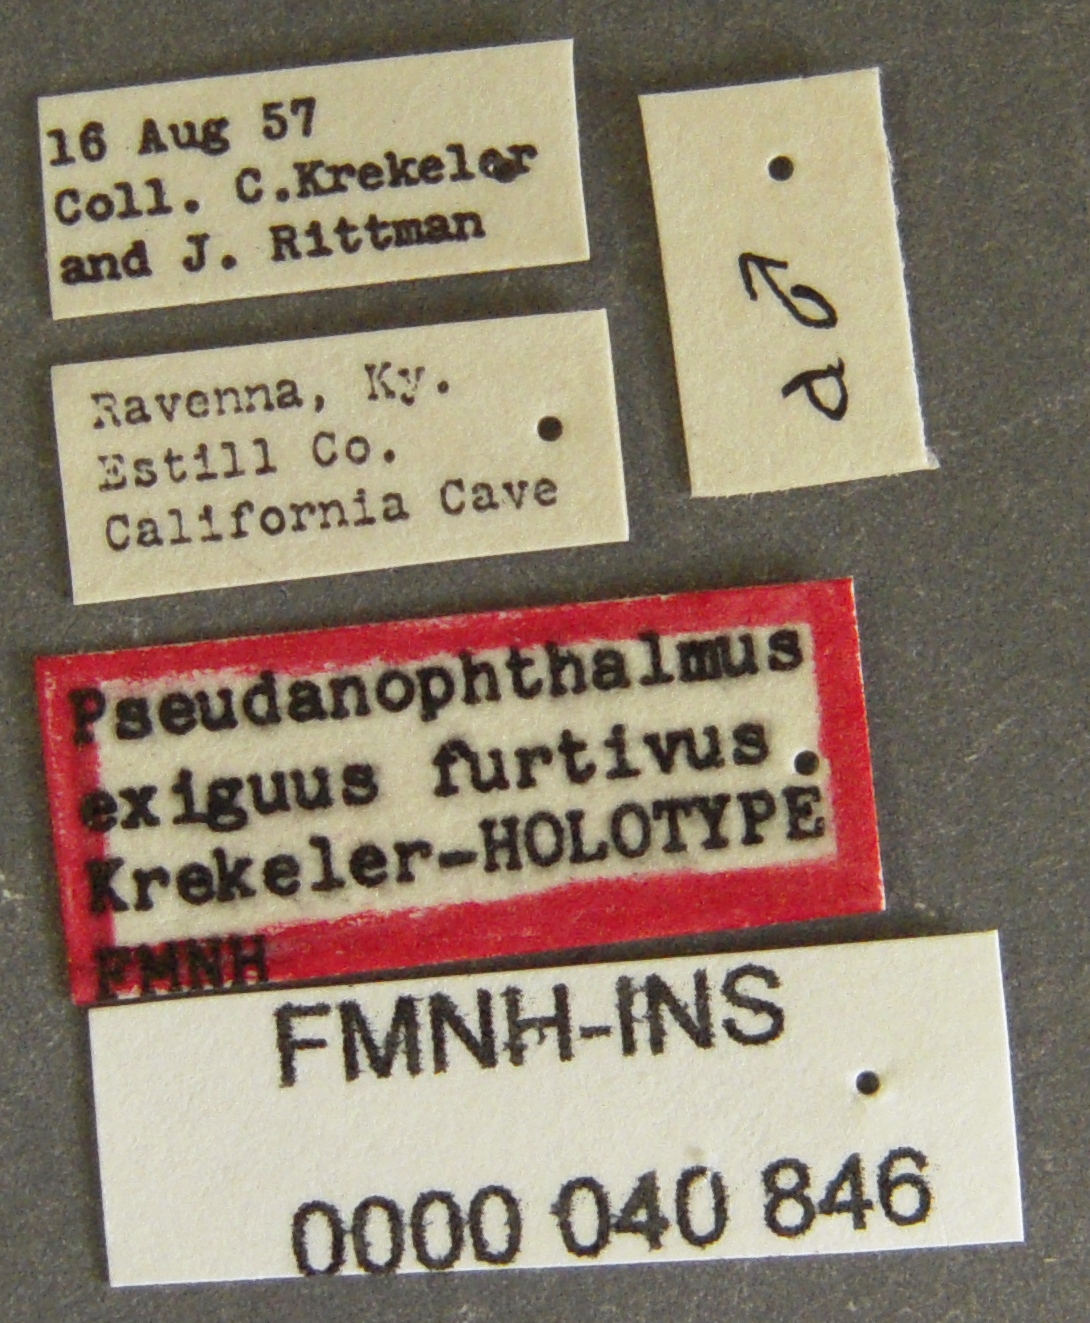 16 Aug 57
Coll. C.Krekeler
and J. Rittman
a♂
Ravenna, Ky.
Estill Co.
California Cave
Pseudanophthalmus
exiguus furtivus
Krekeler-HOLOTYPE
FMNH
FMNH-INS
0000 040 846